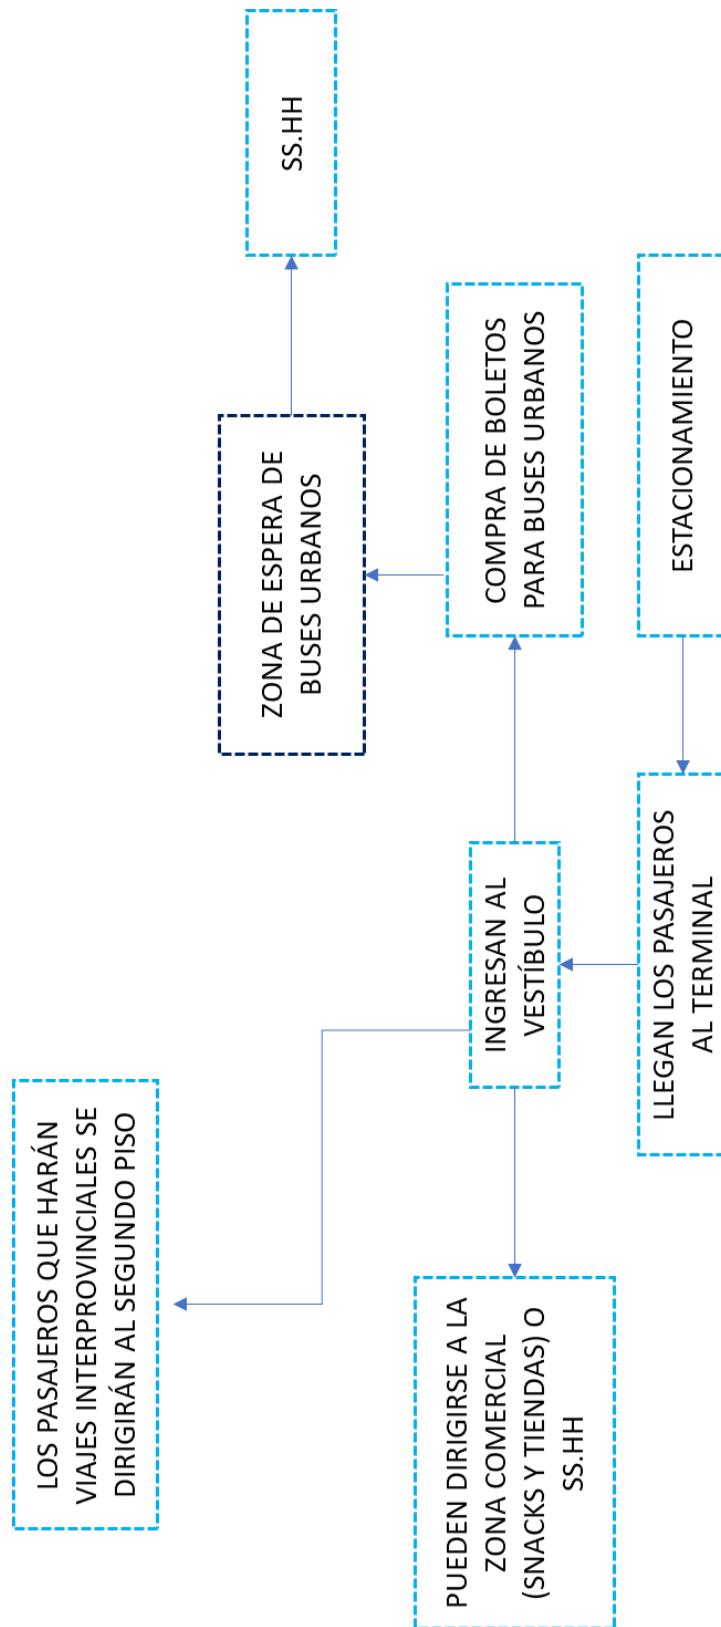 LOS PASAJEROS QUE HARÁN
VIAJES INTERPROVINCIALES SE
DIRIGIRÁN AL SEGUNDO PISO
ZONA DE ESPERA DE
BUSES URBANOS
SS.HH
PUEDEN DIRIGIRSE A LA
ZONA COMERCIAL
(SNACKS Y TIENDAS) O
SS.HH
INGRESAN AL
VESTÍBULO
COMPRA DE BOLETOS
PARA BUSES URBANOS
LLEGAN LOS PASAJEROS
AL TERMINAL
ESTACIONAMIENTO